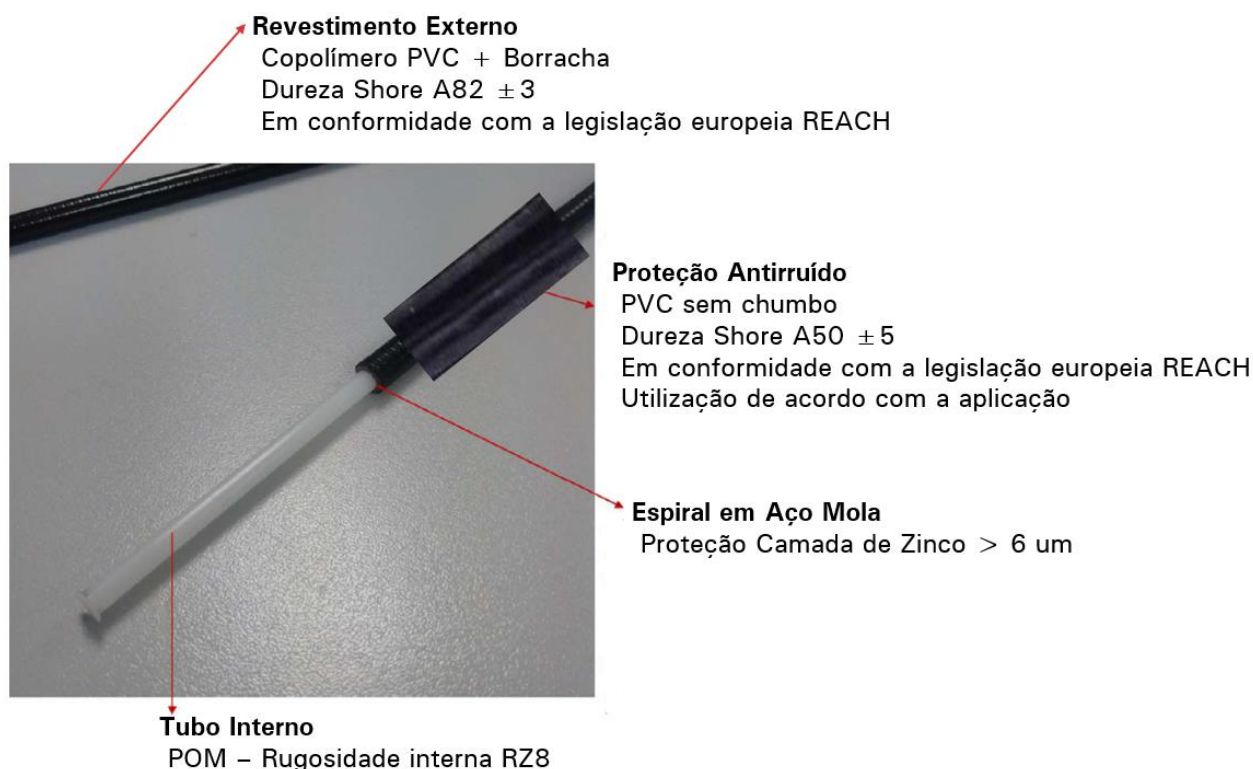 Revestimento Externo
Copolímero PVC + Borracha
Dureza Shore A82 ±3
Em conformidade com a legislação europeia REACH
Proteção Antirruído
PVC sem chumbo
Dureza Shore A50 ±5
Em conformidade com a legislação europeia REACH
Utilização de acordo com a aplicação
Espiral em Aço Mola
Proteção Camada de Zinco > 6 um
Tubo Interno
POM – Rugosidade interna RZ8